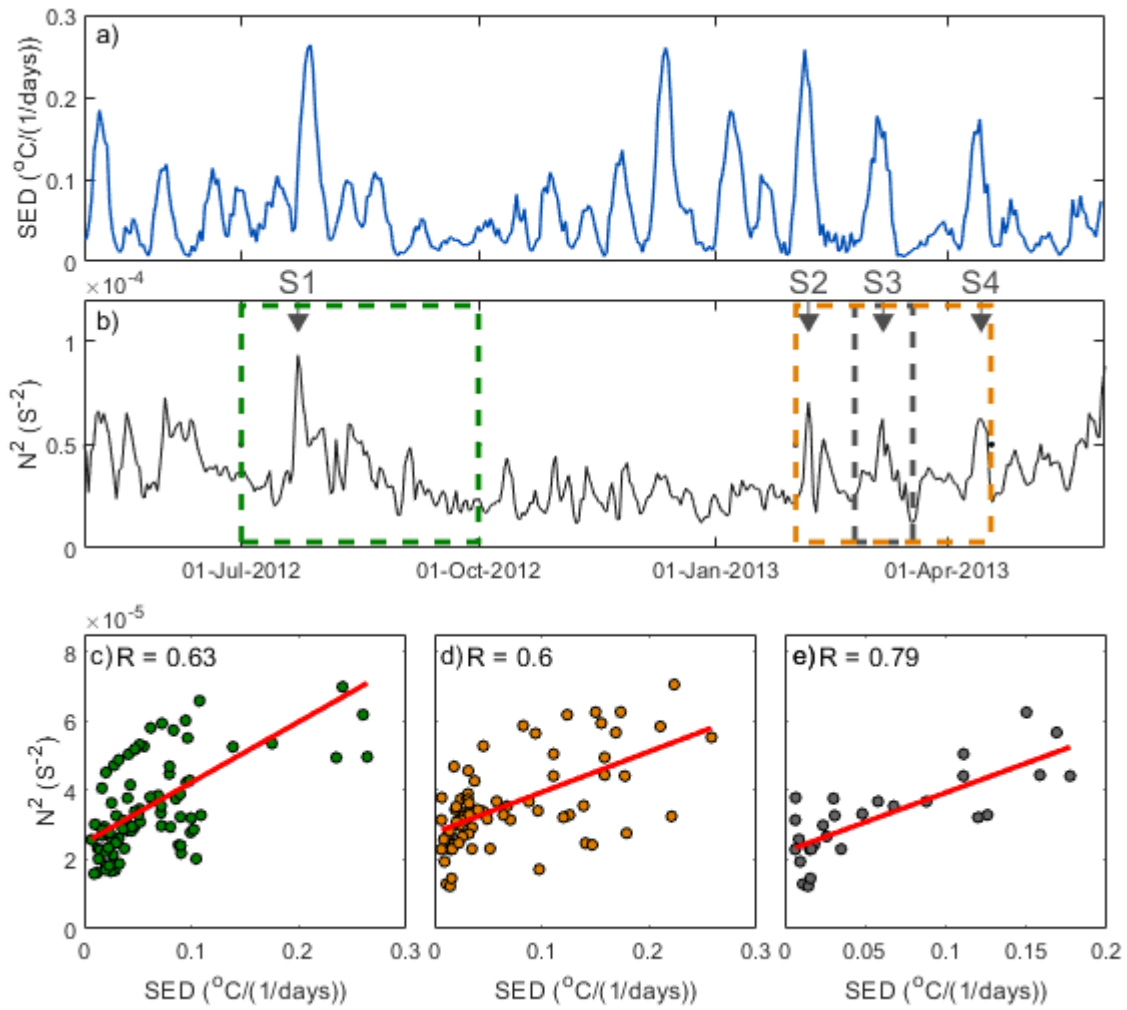 a)
SED (°C/(1/days))
0.3
0.2
0.1
0
×10⁻⁴
S1 S2 S3 S4
b)
N² (S⁻²)
1
0.5
0
01-Jul-2012 01-Oct-2012 01-Jan-2013 01-Apr-2013
×10⁻⁵
c) R = 0.63 d) R = 0.6 e) R = 0.79
N² (S⁻²)
8
6
4
2
0
0 0.1 0.2 0.3 0 0.1 0.2 0.3 0 0.05 0.1 0.15 0.2
SED (°C/(1/days)) SED (°C/(1/days)) SED (°C/(1/days))